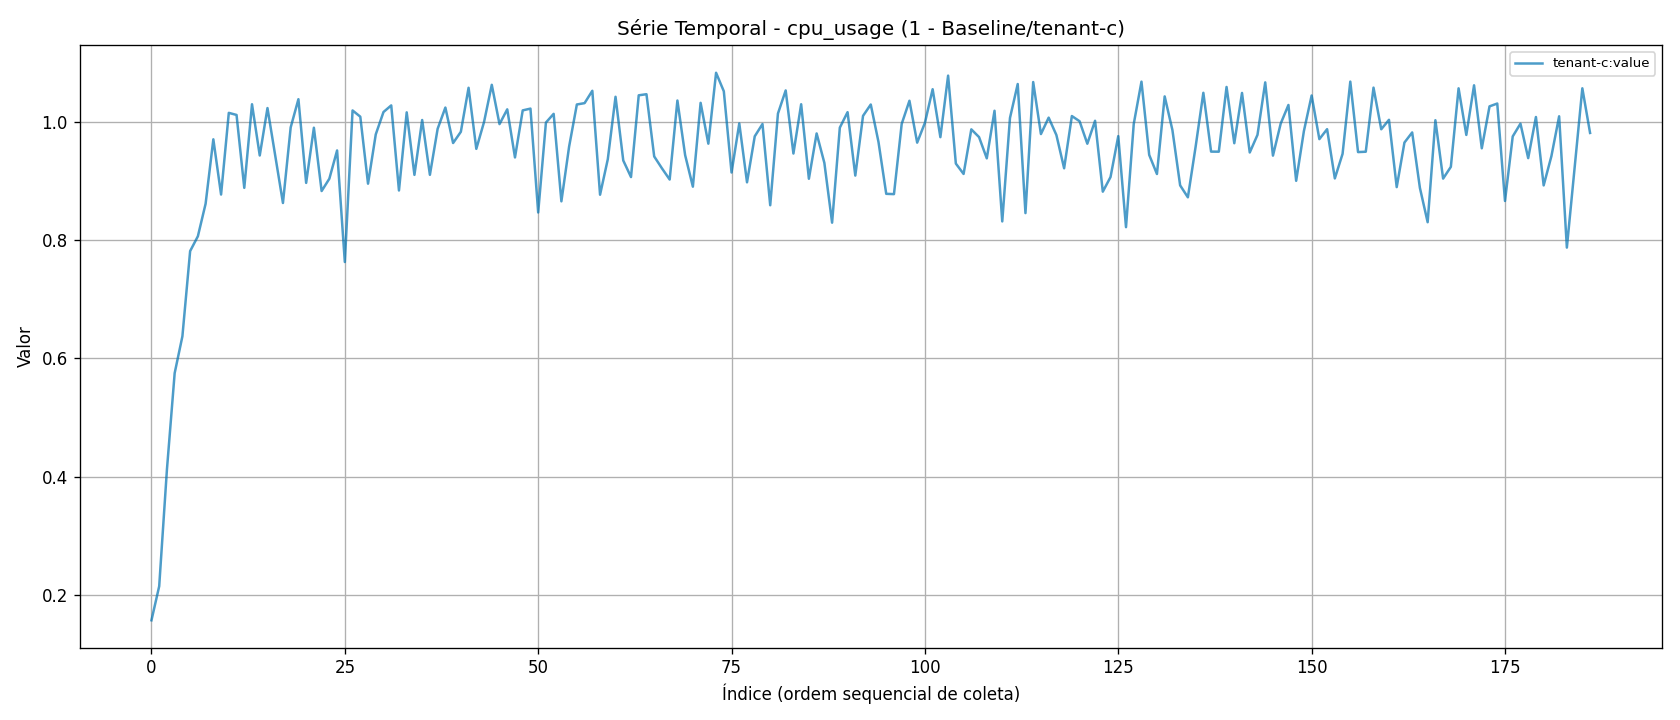 Série Temporal - cpu_usage (1 - Baseline/tenant-c)
tenant-c:value
Valor
1.0
0.8
0.6
0.4
0.2
0 25 50 75 100 125 150 175
Índice (ordem sequencial de coleta)